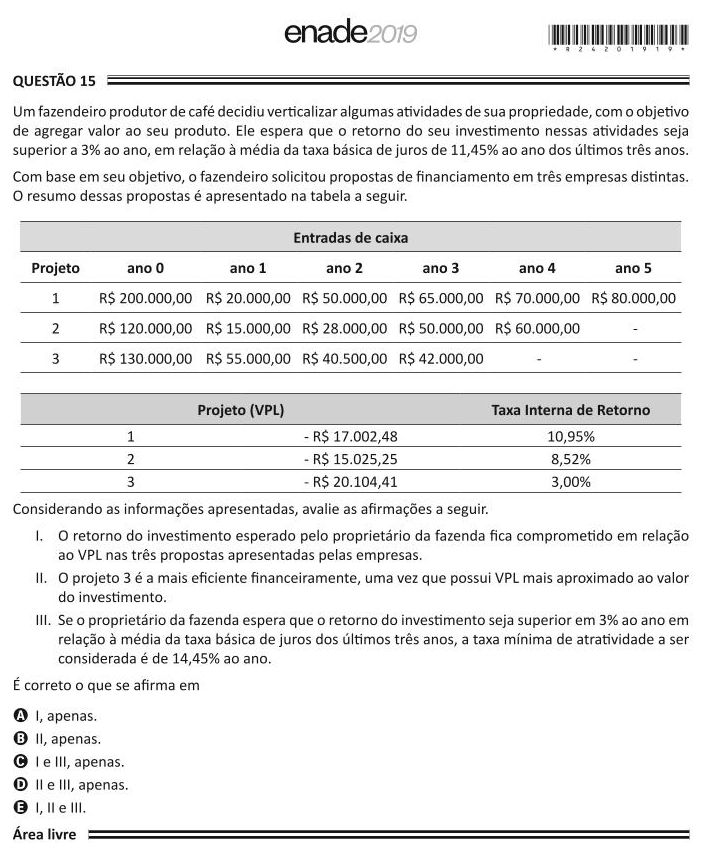 enade2019
* R 2 4 2 0 1 9 1 9 *
QUESTÃO 15
Um fazendeiro produtor de café decidiu verticalizar algumas atividades de sua propriedade, com o objetivo
de agregar valor ao seu produto. Ele espera que o retorno do seu investimento nessas atividades seja
superior a 3% ao ano, em relação à média da taxa básica de juros de 11,45% ao ano dos últimos três anos.
Com base em seu objetivo, o fazendeiro solicitou propostas de financiamento em três empresas distintas.
O resumo dessas propostas é apresentado na tabela a seguir.
Entradas de caixa
Projeto ano 0 ano 1 ano 2 ano 3 ano 4 ano 5
1 R$ 200.000,00 R$ 20.000,00 R$ 50.000,00 R$ 65.000,00 R$ 70.000,00 R$ 80.000,00
2 R$ 120.000,00 R$ 15.000,00 R$ 28.000,00 R$ 50.000,00 R$ 60.000,00 -
3 R$ 130.000,00 R$ 55.000,00 R$ 40.500,00 R$ 42.000,00 - -
Projeto (VPL) Taxa Interna de Retorno
1 - R$ 17.002,48 10,95%
2 - R$ 15.025,25 8,52%
3 - R$ 20.104,41 3,00%
Considerando as informações apresentadas, avalie as afirmações a seguir.
I. O retorno do investimento esperado pelo proprietário da fazenda fica comprometido em relação
ao VPL nas três propostas apresentadas pelas empresas.
II. O projeto 3 é a mais eficiente financeiramente, uma vez que possui VPL mais aproximado ao valor
do investimento.
III. Se o proprietário da fazenda espera que o retorno do investimento seja superior em 3% ao ano em
relação à média da taxa básica de juros dos últimos três anos, a taxa mínima de atratividade a ser
considerada é de 14,45% ao ano.
É correto o que se afirma em
A I, apenas.
B II, apenas.
C I e III, apenas.
D II e III, apenas.
E I, II e III.
Área livre